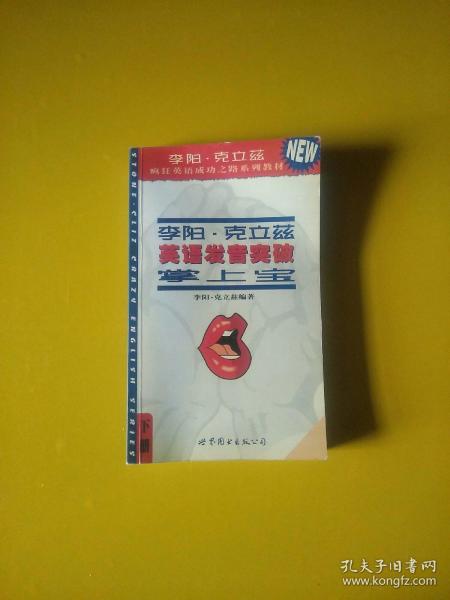 李阳·克立兹
疯狂英语成功之路系列教材
NEW
STONE·CLIZ CRAZY ENGLISH SERIES
李阳·克立兹
英语发音突破
掌上宝
李阳·克立兹编著
下册
世界图书出版公司
孔夫子旧书网
www.kongfz.com